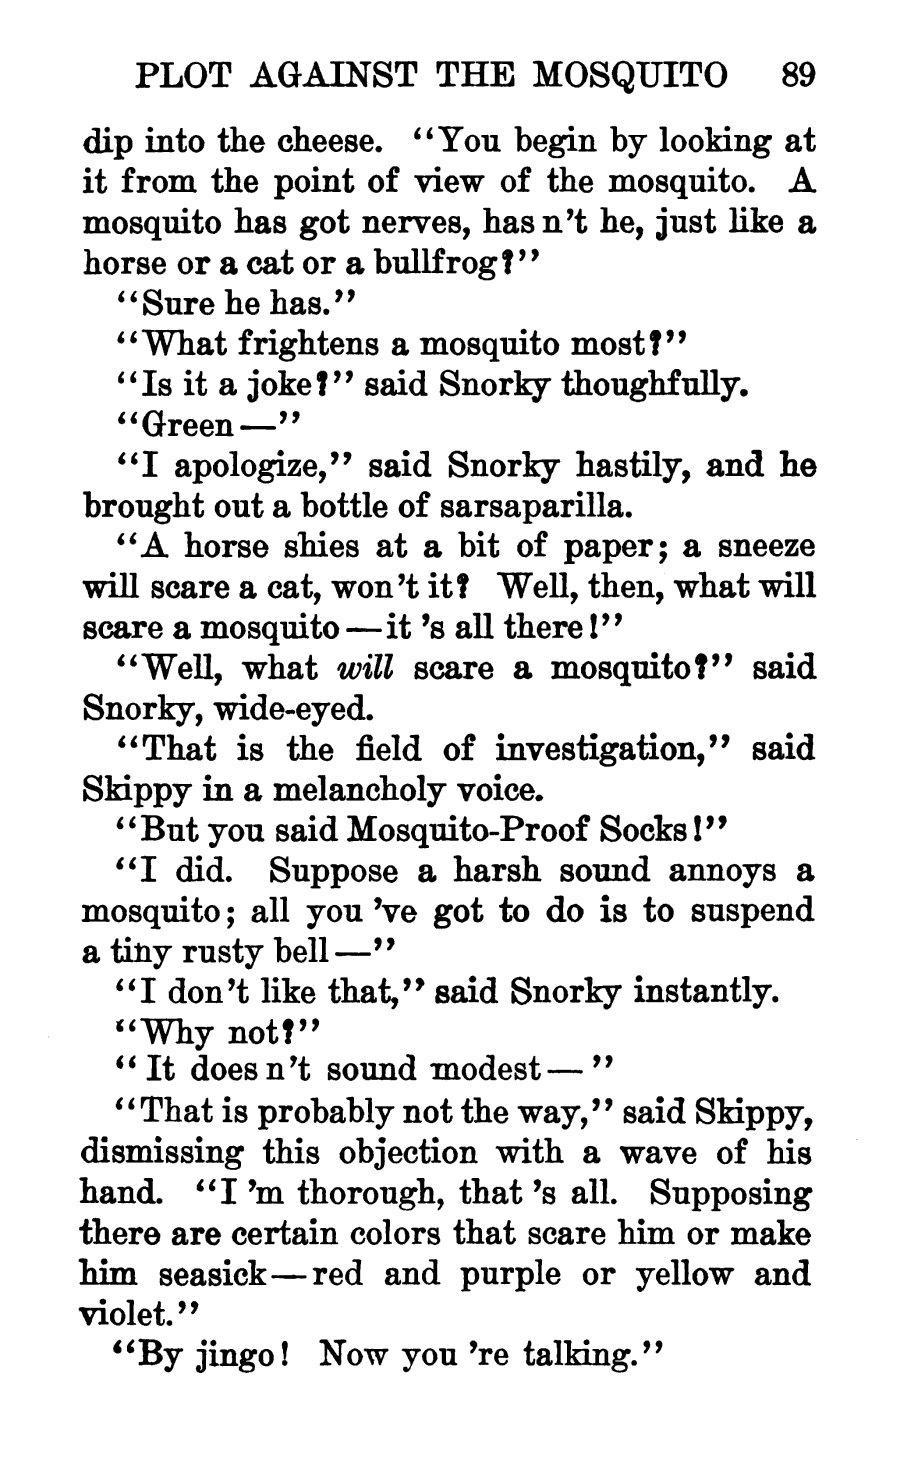 PLOT AGAINST THE MOSQUITO 89
dip into the cheese. “You begin by looking at
it from the point of view of the mosquito. A
mosquito has got nerves, has n’t he, just like a
horse or a cat or a bullfrog?”
“Sure he has.”
“What frightens a mosquito most?”
“Is it a joke?” said Snorky thoughfully.
“Green—”
“I apologize,” said Snorky hastily, and he
brought out a bottle of sarsaparilla.
“A horse shies at a bit of paper; a sneeze
will scare a cat, won’t it? Well, then, what will
scare a mosquito—it ’s all there!”
“Well, what will scare a mosquito?” said
Snorky, wide-eyed.
“That is the field of investigation,” said
Skippy in a melancholy voice.
“But you said Mosquito-Proof Socks!”
“I did. Suppose a harsh sound annoys a
mosquito; all you ’ve got to do is to suspend
a tiny rusty bell—”
“I don’t like that,” said Snorky instantly.
“Why not?”
“It does n’t sound modest—”
“That is probably not the way,” said Skippy,
dismissing this objection with a wave of his
hand. “I ’m thorough, that ’s all. Supposing
there are certain colors that scare him or make
him seasick—red and purple or yellow and
violet.”
“By jingo! Now you ’re talking.”